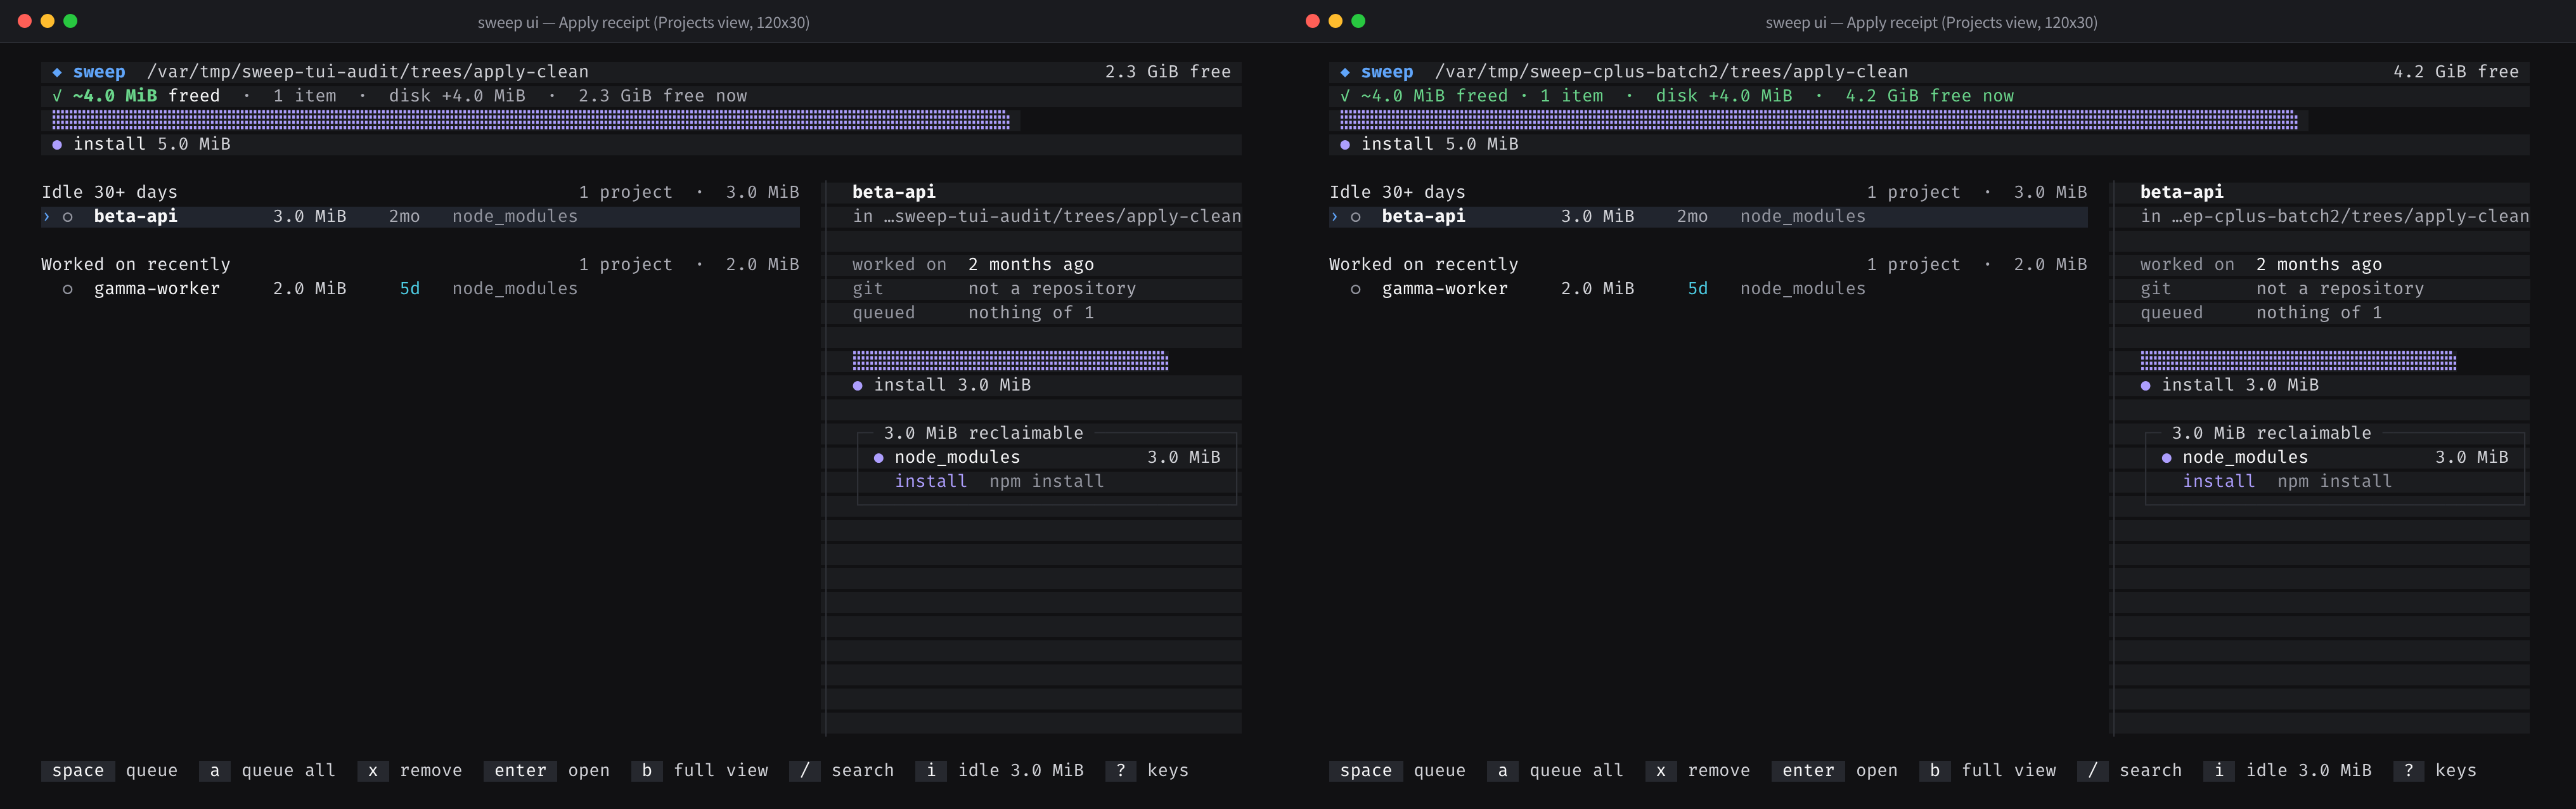 sweep ui — Apply receipt (Projects view, 120x30)
◆ sweep /var/tmp/sweep-tui-audit/trees/apply-clean 2.3 GiB free
√ ~4.0 MiB freed · 1 item · disk +4.0 MiB · 2.3 GiB free now
● install 5.0 MiB
Idle 30+ days 1 project · 3.0 MiB
› ○ beta-api 3.0 MiB 2mo node_modules
Worked on recently 1 project · 2.0 MiB
○ gamma-worker 2.0 MiB 5d node_modules
beta-api
in …sweep-tui-audit/trees/apply-clean
worked on 2 months ago
git not a repository
queued nothing of 1
● install 3.0 MiB
3.0 MiB reclaimable
● node_modules 3.0 MiB
install npm install
space queue a queue all x remove enter open b full view / search i idle 3.0 MiB ? keys
sweep ui — Apply receipt (Projects view, 120x30)
◆ sweep /var/tmp/sweep-cplus-batch2/trees/apply-clean 4.2 GiB free
√ ~4.0 MiB freed · 1 item · disk +4.0 MiB · 4.2 GiB free now
● install 5.0 MiB
Idle 30+ days 1 project · 3.0 MiB
› ○ beta-api 3.0 MiB 2mo node_modules
Worked on recently 1 project · 2.0 MiB
○ gamma-worker 2.0 MiB 5d node_modules
beta-api
in …ep-cplus-batch2/trees/apply-clean
worked on 2 months ago
git not a repository
queued nothing of 1
● install 3.0 MiB
3.0 MiB reclaimable
● node_modules 3.0 MiB
install npm install
space queue a queue all x remove enter open b full view / search i idle 3.0 MiB ? keys